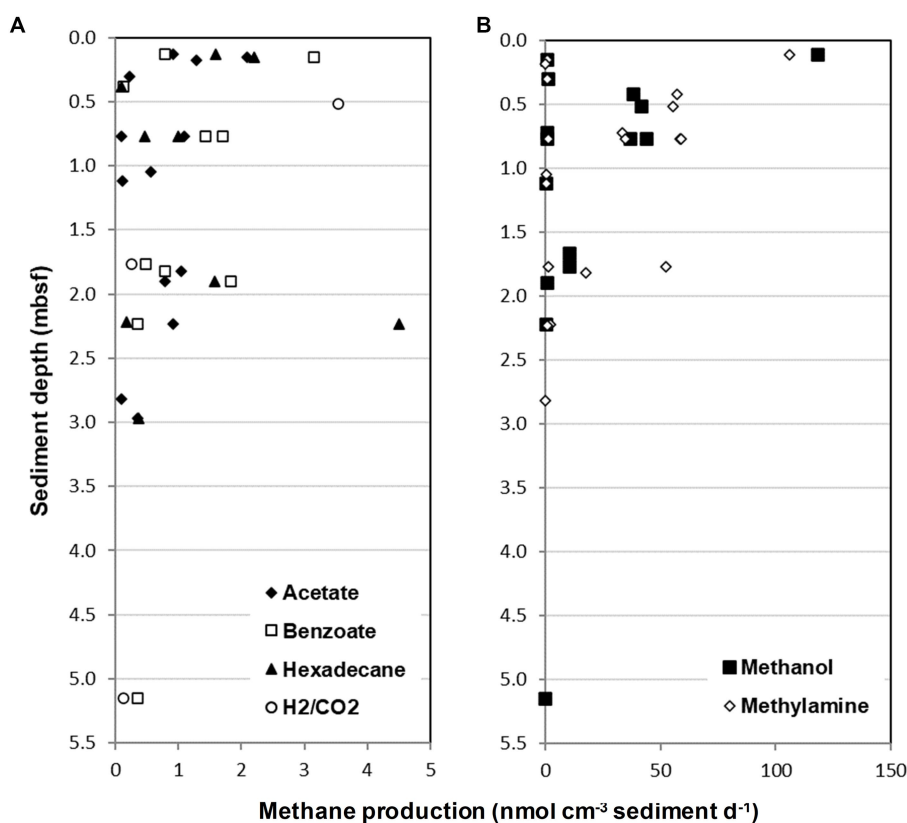 A
B
0.0
0.5
1.0
1.5
2.0
2.5
3.0
3.5
4.0
4.5
5.0
5.5
0 1 2 3 4 5
Sediment depth (mbsf)
Acetate
Benzoate
Hexadecane
H2/CO2
0.0
0.5
1.0
1.5
2.0
2.5
3.0
3.5
4.0
4.5
5.0
5.5
0 50 100 150
Methanol
Methylamine
Methane production (nmol cm-3 sediment d-1)